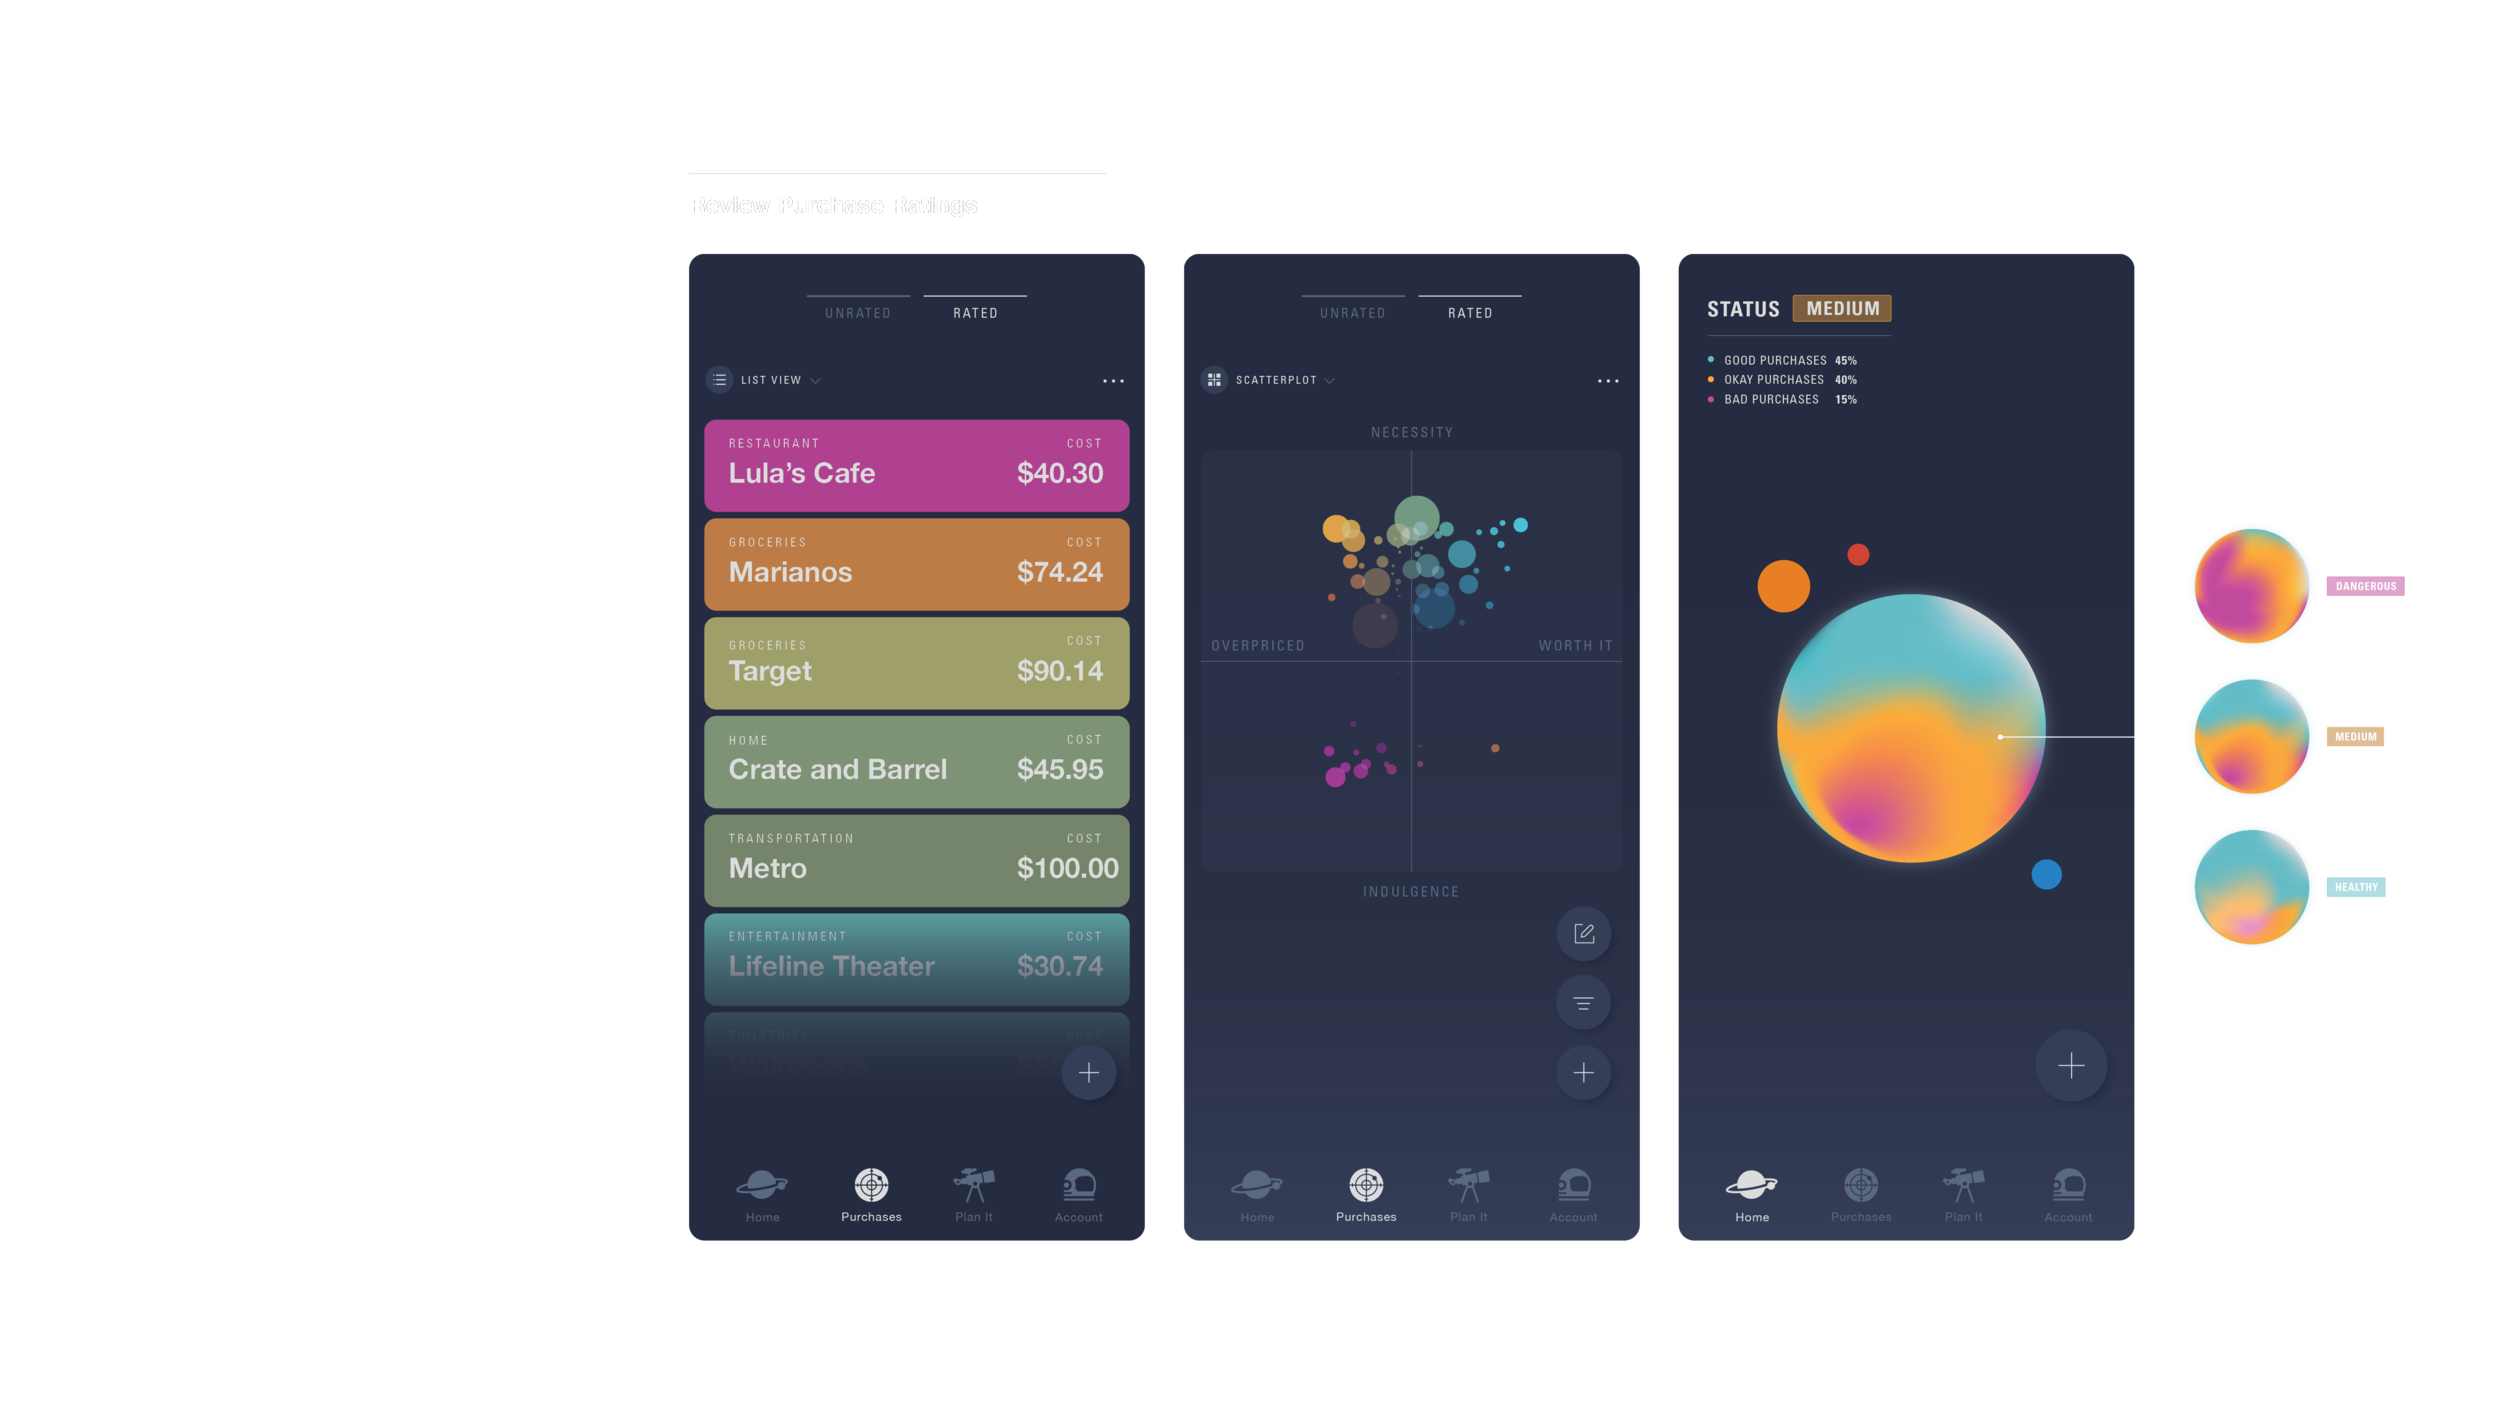 Review Purchase Ratings
UNRATED RATED
LIST VIEW
RESTAURANT COST
Lula’s Cafe $40.30
GROCERIES COST
Marianos $74.24
GROCERIES COST
Target $90.14
HOME COST
Crate and Barrel $45.95
TRANSPORTATION COST
Metro $100.00
ENTERTAINMENT COST
Lifeline Theater $30.74
TOILETRIES COST
Walgreens
Home Purchases Plan It Account
UNRATED RATED
SCATTERPLOT
NECESSITY
OVERPRICED WORTH IT
INDULGENCE
Home Purchases Plan It Account
STATUS MEDIUM
GOOD PURCHASES 45%
OKAY PURCHASES 40%
BAD PURCHASES 15%
Home Purchases Plan It Account
DANGEROUS
MEDIUM
HEALTHY